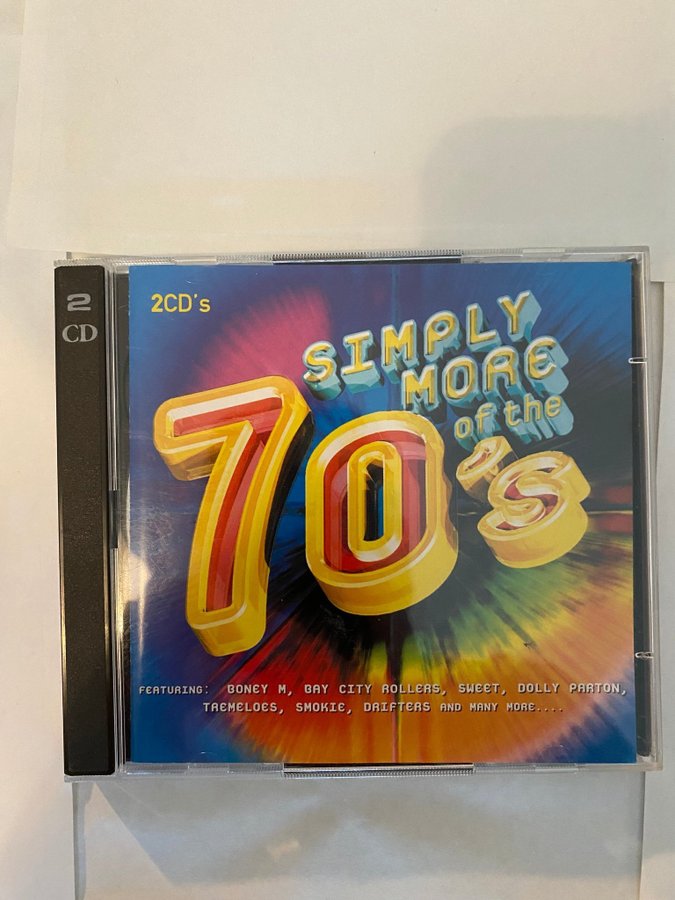 2
CD
2CD's
SIMPLY
MORE
of the
70's
FEATURING: BONEY M, BAY CITY ROLLERS, SWEET, DOLLY PARTON,
TREMELOES, SMOKIE, DRIFTERS AND MANY MORE....